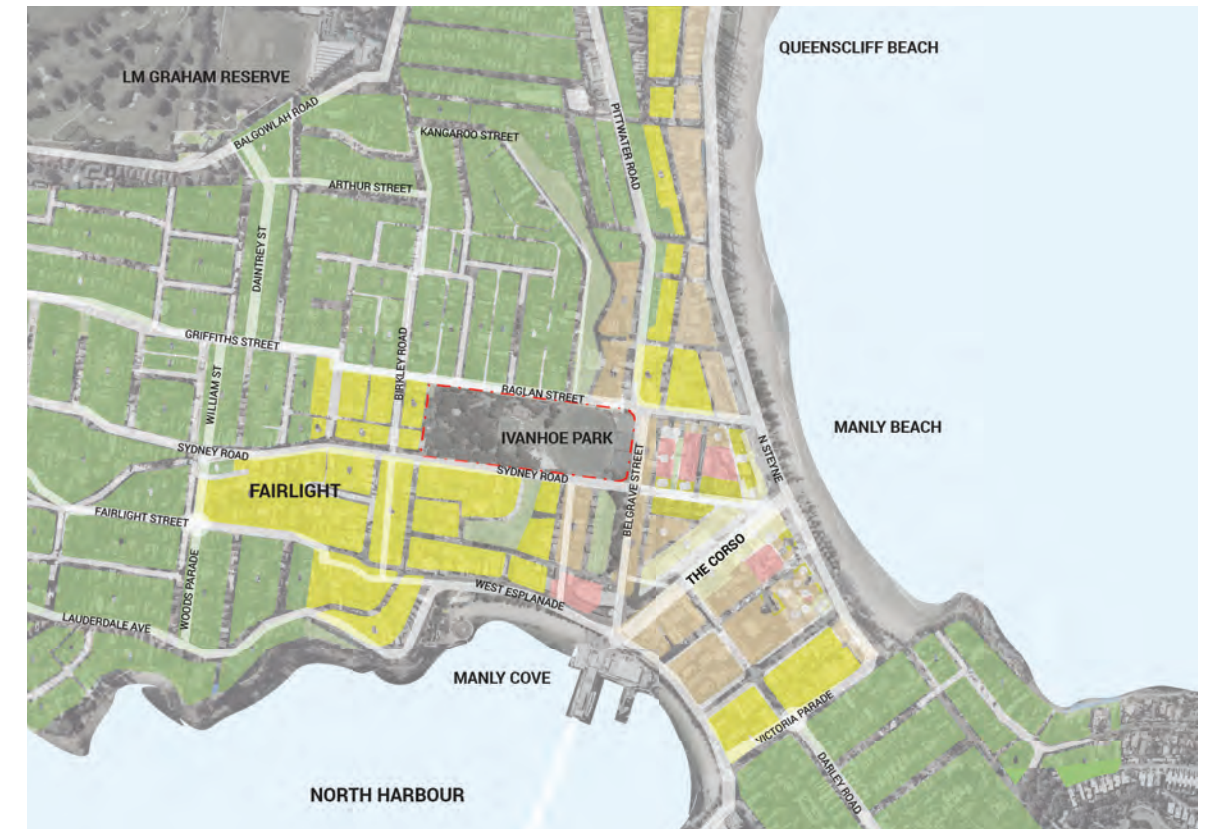 QUEENSCLIFF BEACH
LM GRAHAM RESERVE
BALGOWLAH ROAD
PITTWATER ROAD
KANGAROO STREET
ARTHUR STREET
DAINTREY ST
GRIFFITHS STREET
BIRKLEY ROAD
WILLIAM ST
RAGLAN STREET
IVANHOE PARK
MANLY BEACH
N STEYNE
SYDNEY ROAD
SYDNEY ROAD
BELGRAVE STREET
FAIRLIGHT
FAIRLIGHT STREET
THE CORSO
WOODS PARADE
WEST ESPLANADE
LAUDERDALE AVE
MANLY COVE
VICTORIA PARADE
DARLEY ROAD
NORTH HARBOUR